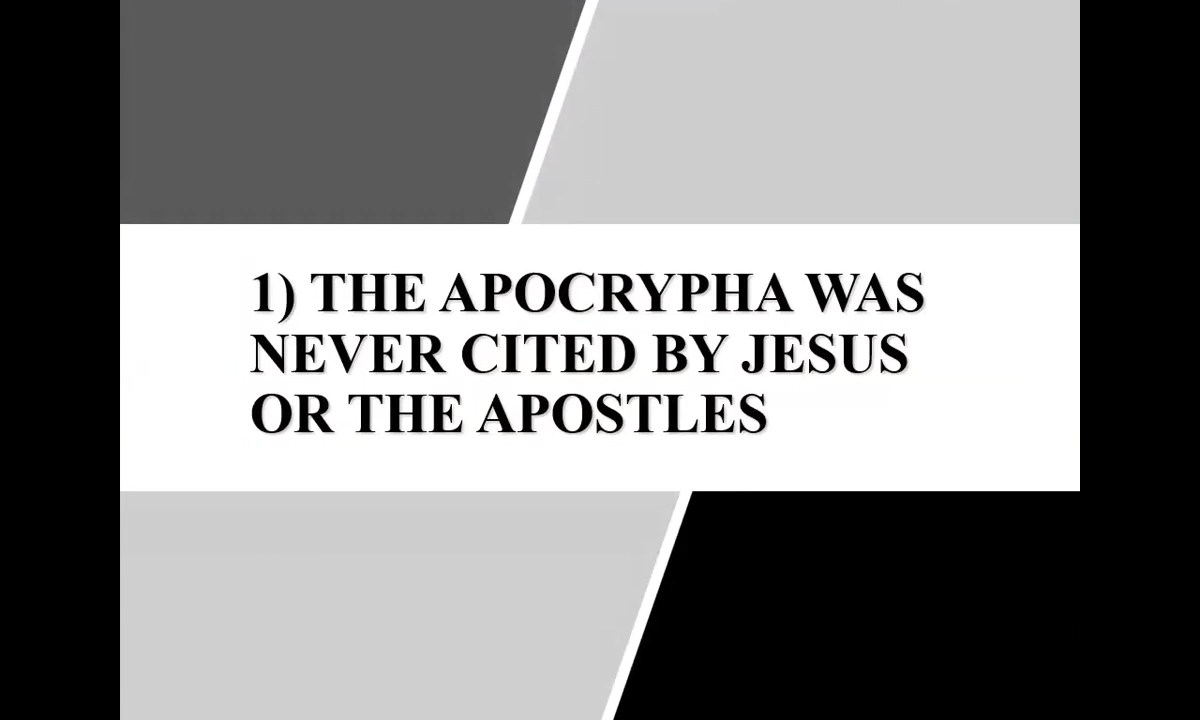 1) THE APOCRYPHA WAS
NEVER CITED BY JESUS
OR THE APOSTLES